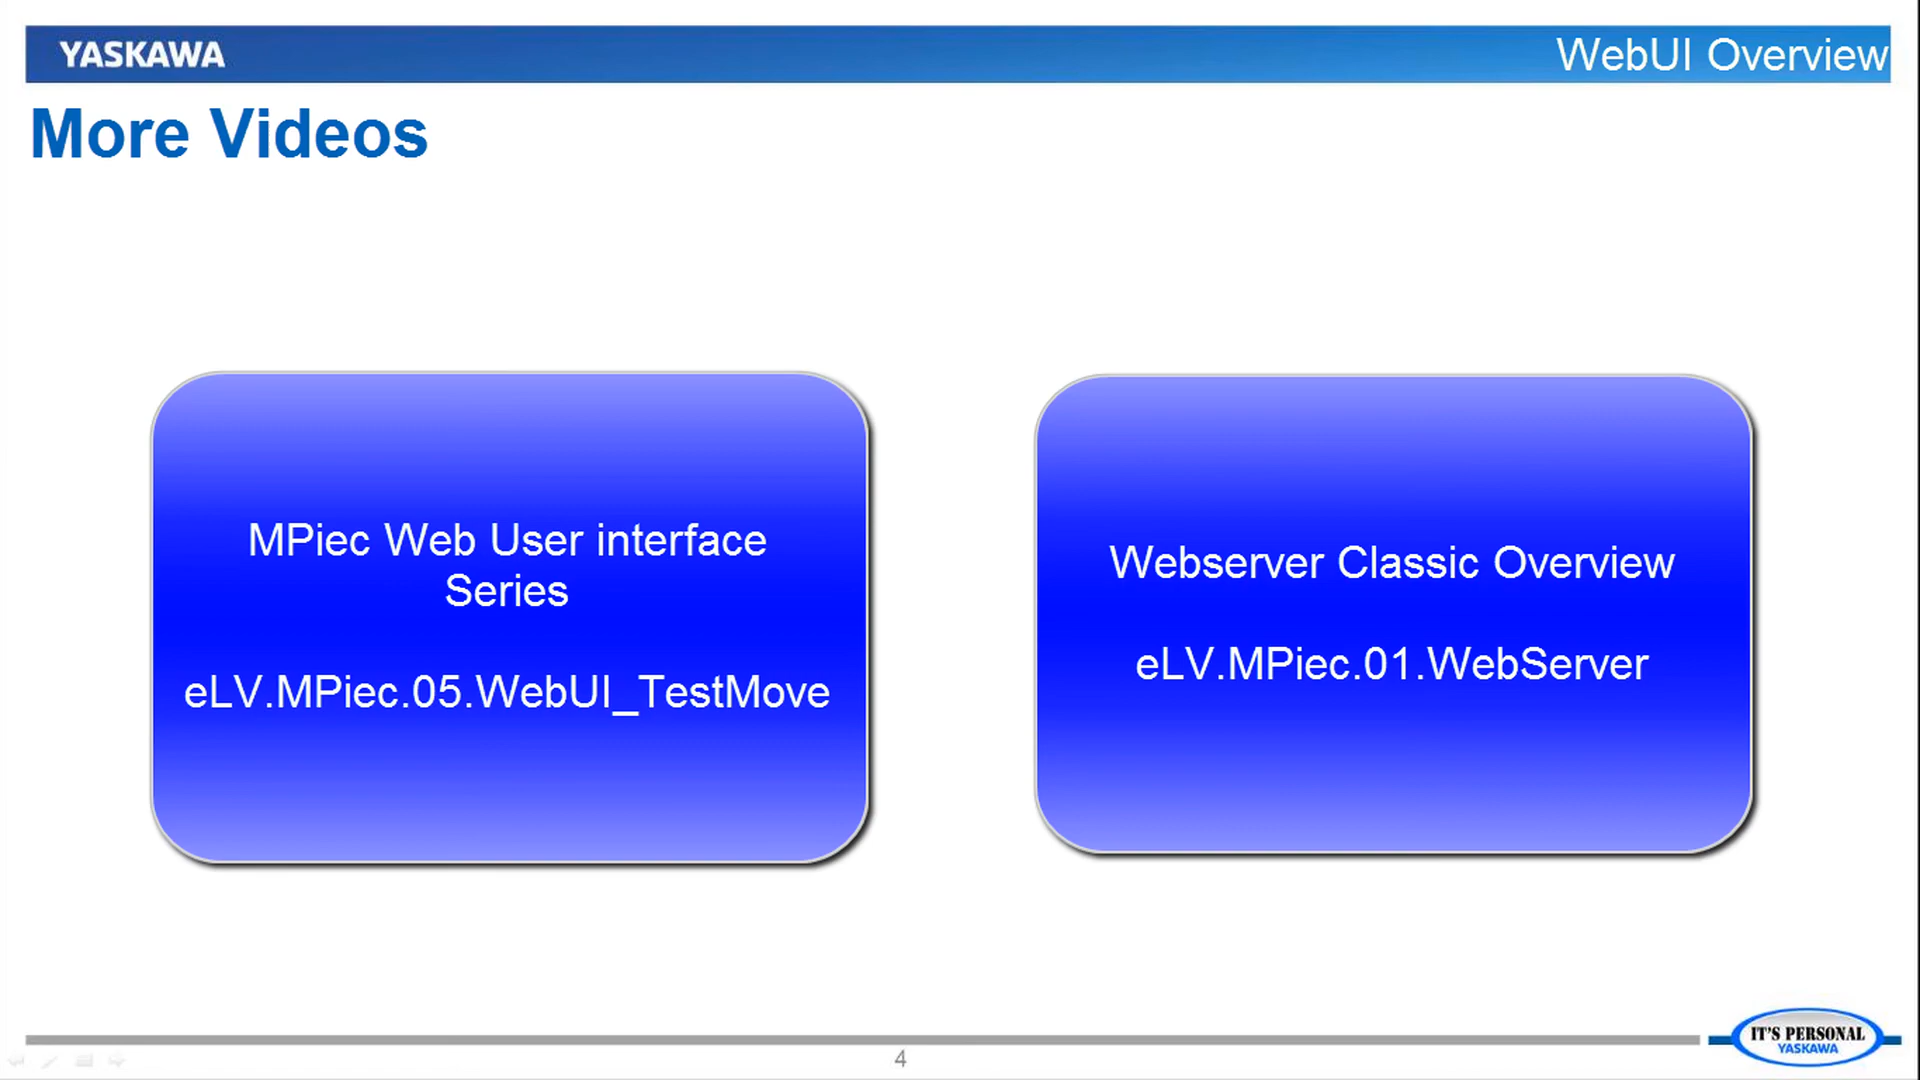 YASKAWA
WebUI Overview
More Videos
MPiec Web User interface
Series
eLV.MPiec.05.WebUI_TestMove
Webserver Classic Overview
eLV.MPiec.01.WebServer
4
IT'S PERSONAL
YASKAWA